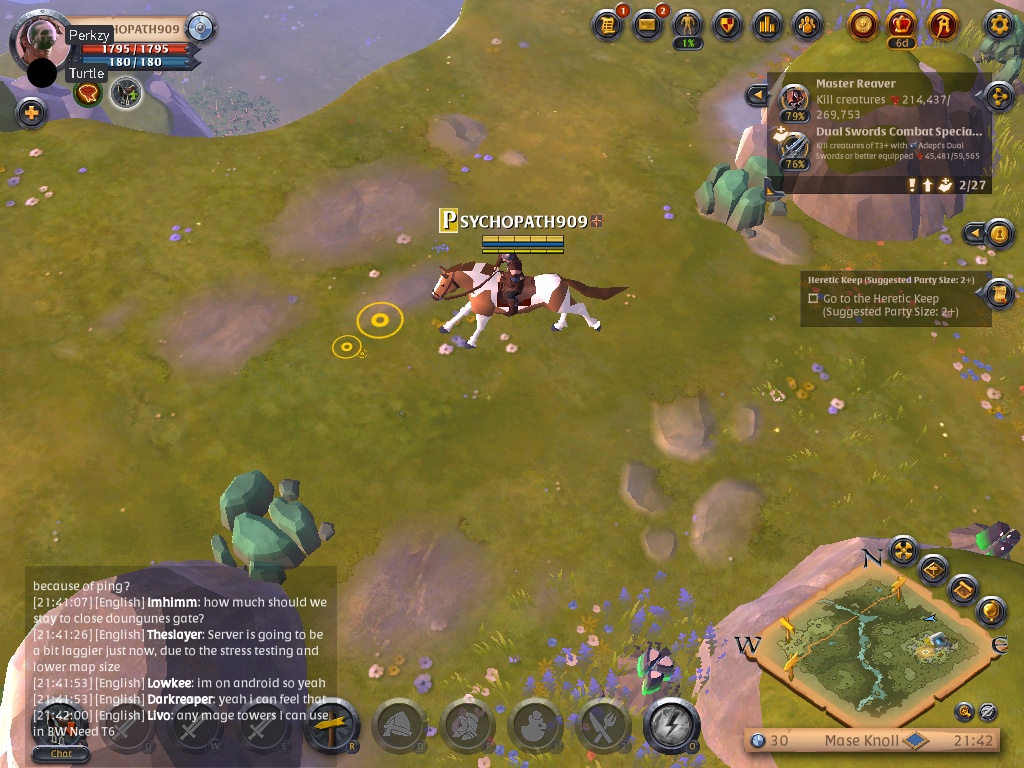 Perkzy
HOPATH909
1795 / 1795
180 / 180
Turtle
1
2
1%
6d
Master Reaver
Kill creatures 214,437/
269,753
79%
Dual Swords Combat Specia...
Kill creatures of T3+ with Adept's Dual
Swords or better equipped 45,481/59,565
76%
2/27
PSYCHOPATH909
Heretic Keep (Suggested Party Size: 2+)
Go to the Heretic Keep
(Suggested Party Size: 2+)
because of ping?
[21:41:07] [English] Imhimm: how much should we
stay to close doungunes gate?
[21:41:26] [English] Theslayer: Server is going to be
a bit laggier just now, due to the stress testing and
lower map size
[21:41:53] [English] Lowkee: im on android so yeah
[21:41:53] [English] Darkreaper: yeah i can feel that
[21:42:00] [English] Livo: any mage towers i can use
in BW Need T6
Chat
Q
W
E
R
D
F
O
N
W
E
30
Mase Knoll
21:42